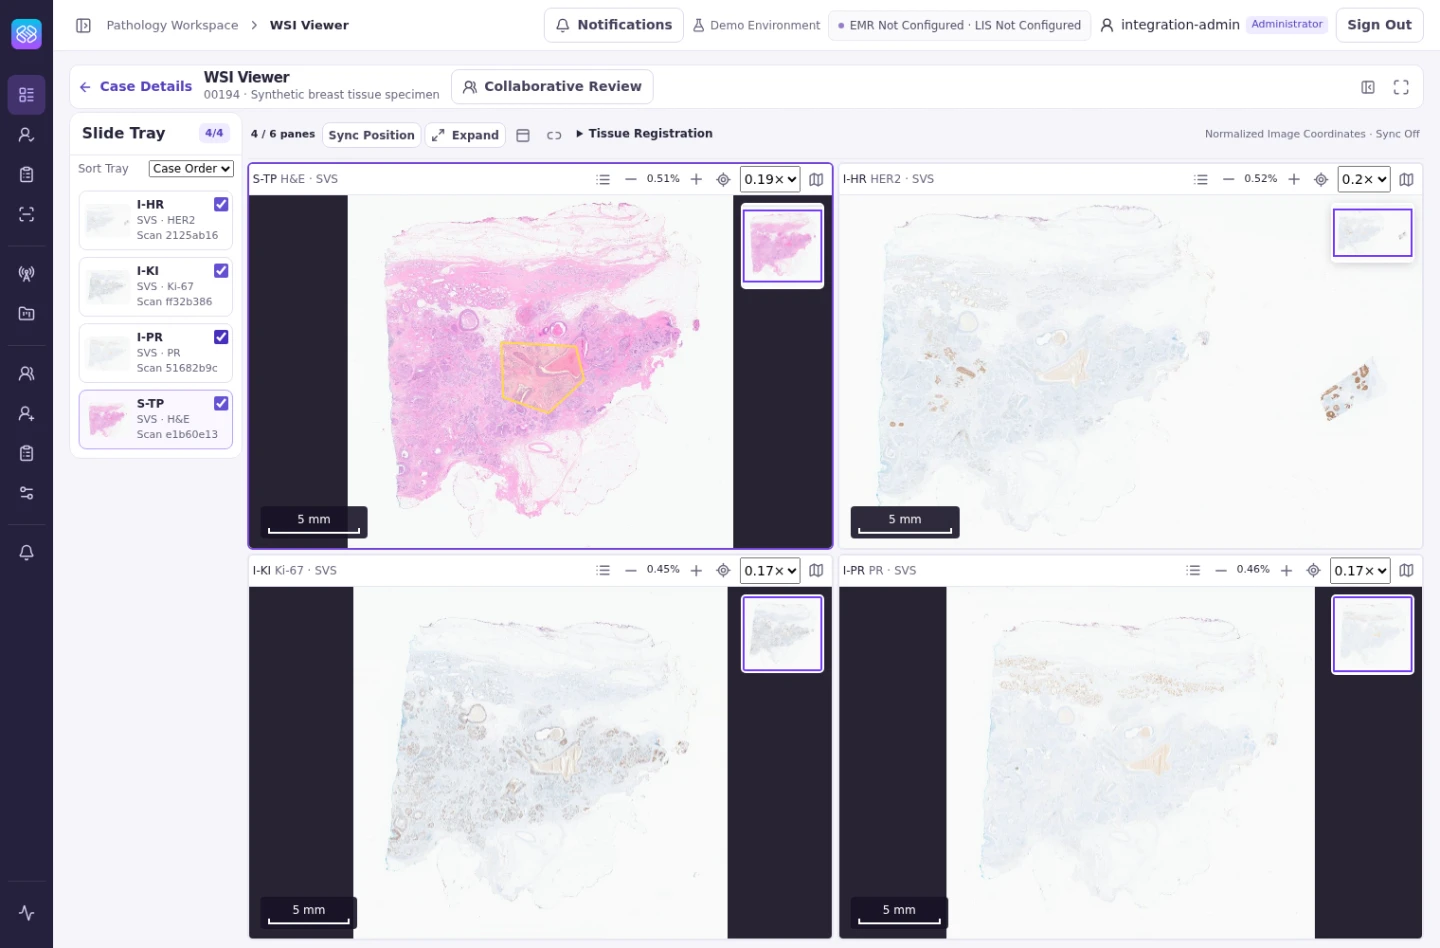 Pathology Workspace > WSI Viewer
Notifications
Demo Environment
EMR Not Configured · LIS Not Configured
integration-admin
Administrator
Sign Out
Case Details
WSI Viewer
00194 · Synthetic breast tissue specimen
Collaborative Review
Slide Tray
4/4
Sort Tray
Case Order
I-HR
SVS · HER2
Scan 2125ab16
I-KI
SVS · Ki-67
Scan ff32b386
I-PR
SVS · PR
Scan 51682b9c
S-TP
SVS · H&E
Scan e1b60e13
4 / 6 panes
Sync Position
Expand
Tissue Registration
Normalized Image Coordinates · Sync Off
S-TP H&E · SVS
0.51%
0.19×
5 mm
I-HR HER2 · SVS
0.52%
0.2×
5 mm
I-KI Ki-67 · SVS
0.45%
0.17×
5 mm
I-PR PR · SVS
0.46%
0.17×
5 mm